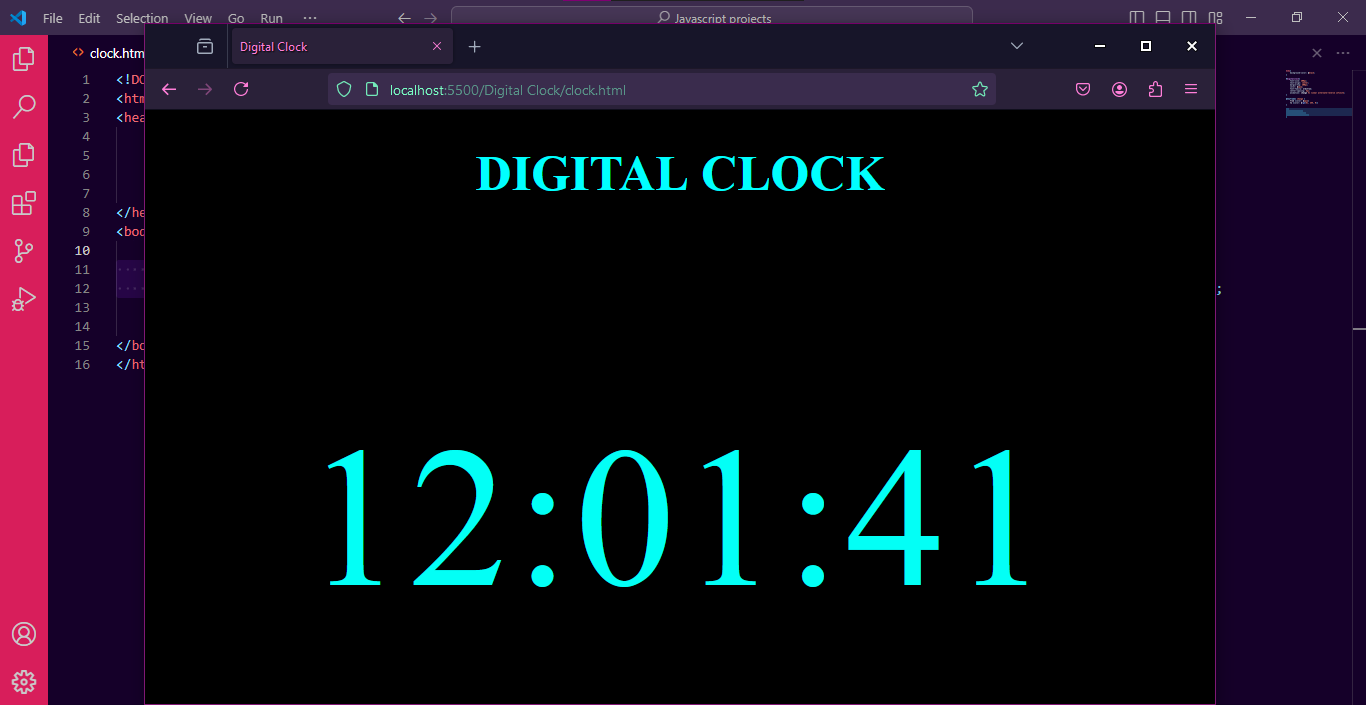 File Edit Selection View Go Run ···
Javascript projects
Digital Clock
localhost:5500/Digital Clock/clock.html
DIGITAL CLOCK
12:01:41
clock.htm
1 <!DO
2 <htm
3 <hea
4
5
6
7
8 </he
9 <bod
10
11
12
13
14
15 </bo
16 </ht
;